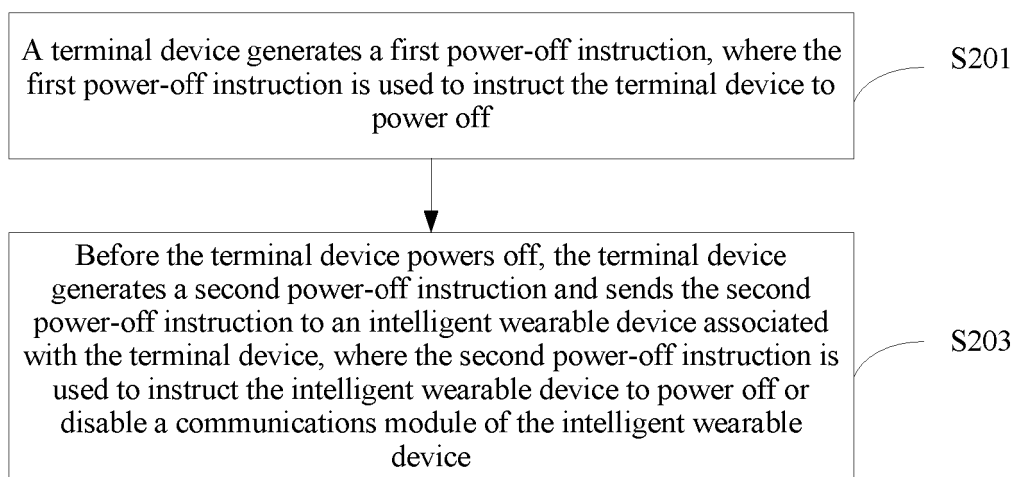 A terminal device generates a first power-off instruction, where the
first power-off instruction is used to instruct the terminal device to
power off
S201
Before the terminal device powers off, the terminal device
generates a second power-off instruction and sends the second
power-off instruction to an intelligent wearable device associated
with the terminal device, where the second power-off instruction is
used to instruct the intelligent wearable device to power off or
disable a communications module of the intelligent wearable
device
S203